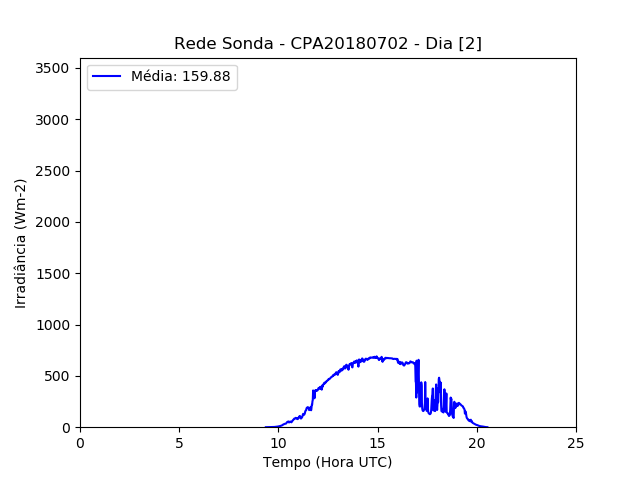 Rede Sonda - CPA20180702 - Dia [2]
Média: 159.88
3500
3000
2500
2000
1500
1000
500
0
Irradiância (Wm-2)
0 5 10 15 20 25
Tempo (Hora UTC)